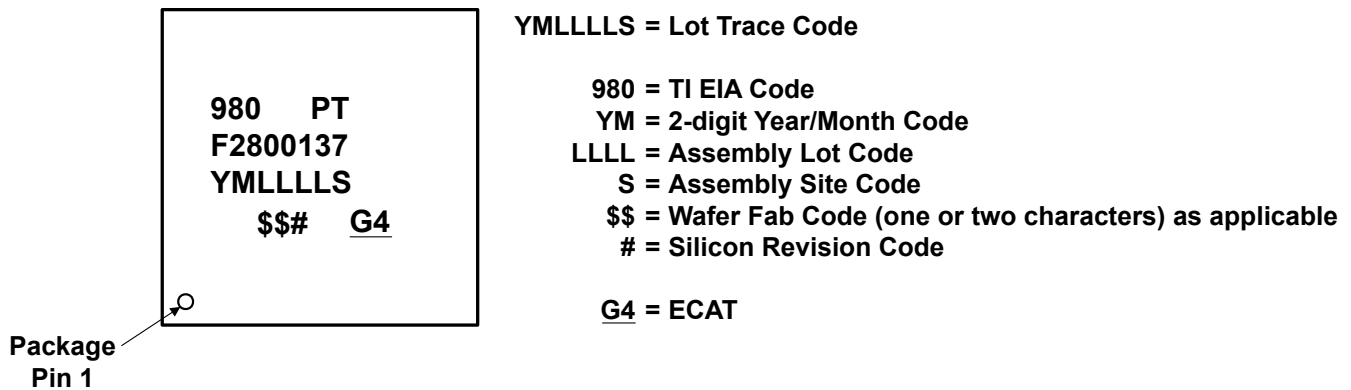 980 PT
F2800137
YMLLLLS
$$# G4
Package
Pin 1
YMLLLLS = Lot Trace Code
980 = TI EIA Code
YM = 2-digit Year/Month Code
LLLL = Assembly Lot Code
S = Assembly Site Code
$$ = Wafer Fab Code (one or two characters) as applicable
# = Silicon Revision Code
G4 = ECAT